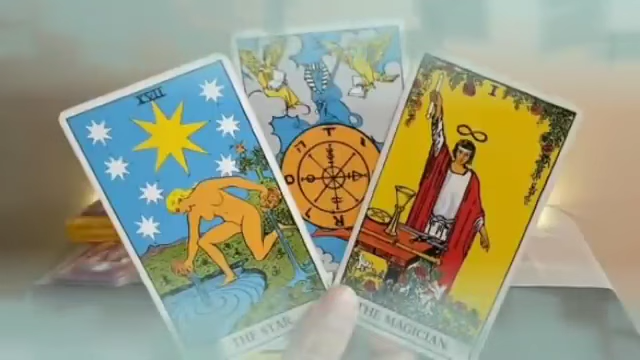 XVII
THE STAR
T
A
R
O
I
THE MAGICIAN